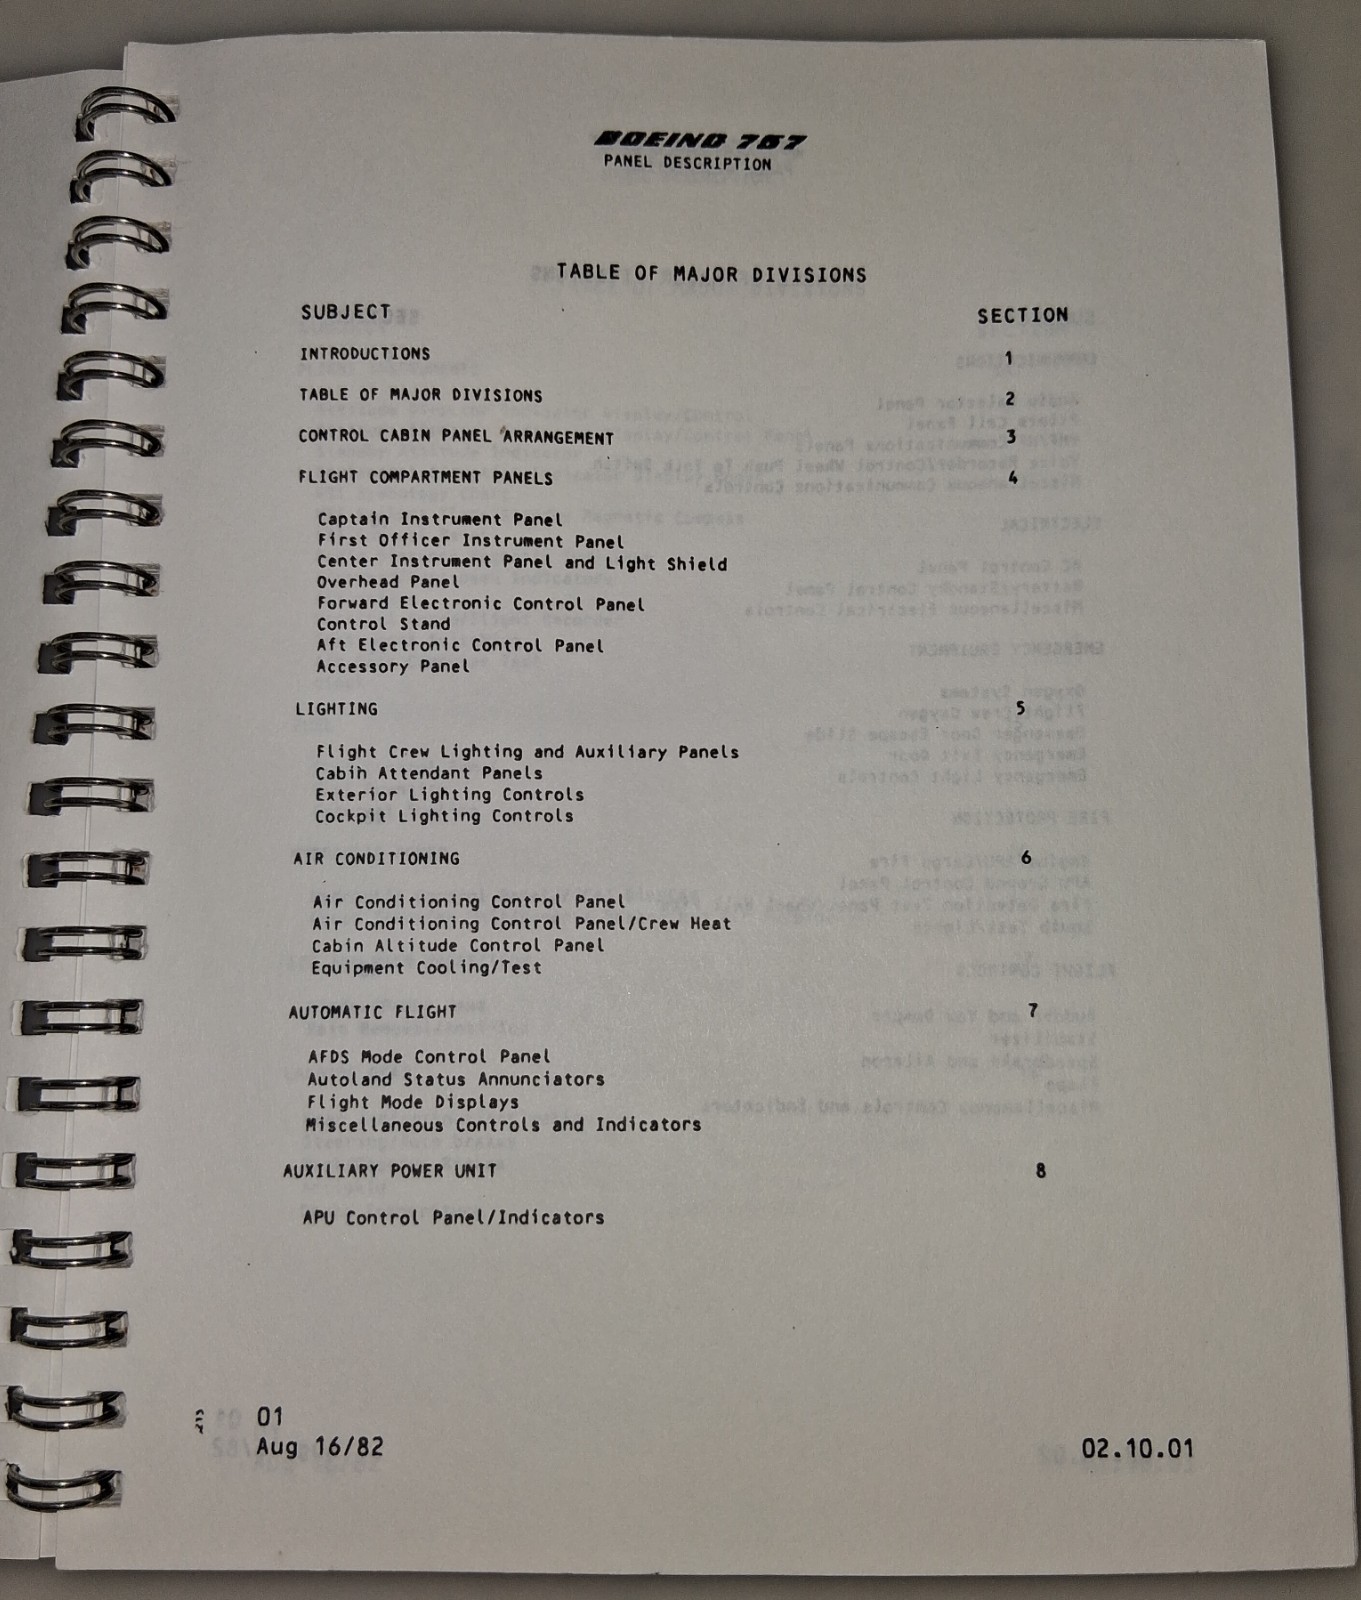 BOEING 767
PANEL DESCRIPTION
TABLE OF MAJOR DIVISIONS
SUBJECT SECTION
INTRODUCTIONS 1
TABLE OF MAJOR DIVISIONS 2
CONTROL CABIN PANEL ARRANGEMENT 3
FLIGHT COMPARTMENT PANELS 4
Captain Instrument Panel
First Officer Instrument Panel
Center Instrument Panel and Light Shield
Overhead Panel
Forward Electronic Control Panel
Control Stand
Aft Electronic Control Panel
Accessory Panel
LIGHTING 5
Flight Crew Lighting and Auxiliary Panels
Cabin Attendant Panels
Exterior Lighting Controls
Cockpit Lighting Controls
AIR CONDITIONING 6
Air Conditioning Control Panel
Air Conditioning Control Panel/Crew Heat
Cabin Altitude Control Panel
Equipment Cooling/Test
AUTOMATIC FLIGHT 7
AFDS Mode Control Panel
Autoland Status Annunciators
Flight Mode Displays
Miscellaneous Controls and Indicators
AUXILIARY POWER UNIT 8
APU Control Panel/Indicators
01
Aug 16/82 02.10.01